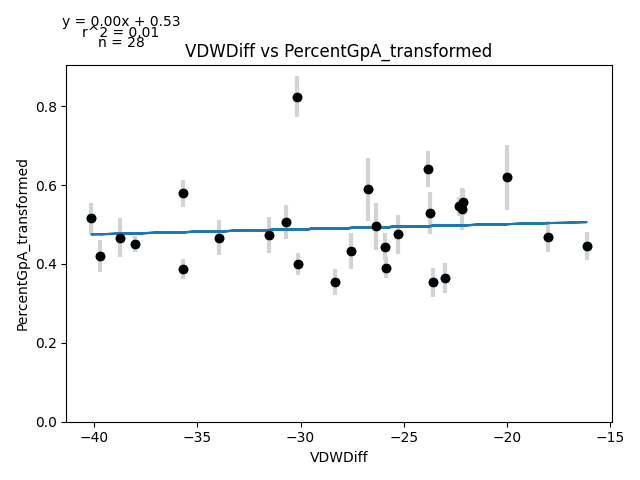 y = 0.00x + 0.53
r^2 = 0.01
n = 28
VDWDiff vs PercentGpA_transformed
PercentGpA_transformed
0.8
0.6
0.4
0.2
0.0
−40
−35
−30
−25
−20
−15
VDWDiff